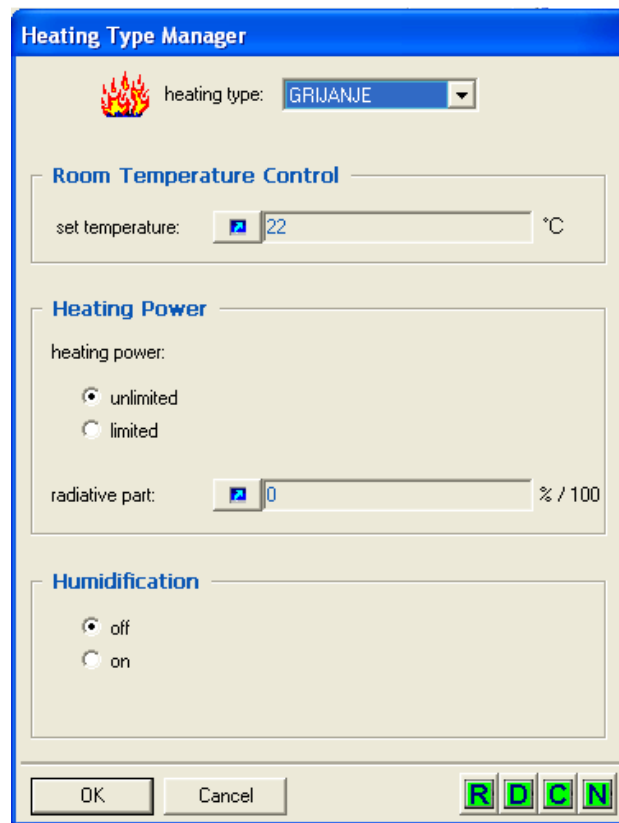 Heating Type Manager
heating type: GRIJANJE
Room Temperature Control
set temperature: 22 °C
Heating Power
heating power:
unlimited
limited
radiative part: 0 % / 100
Humidification
off
on
OK Cancel R D C N